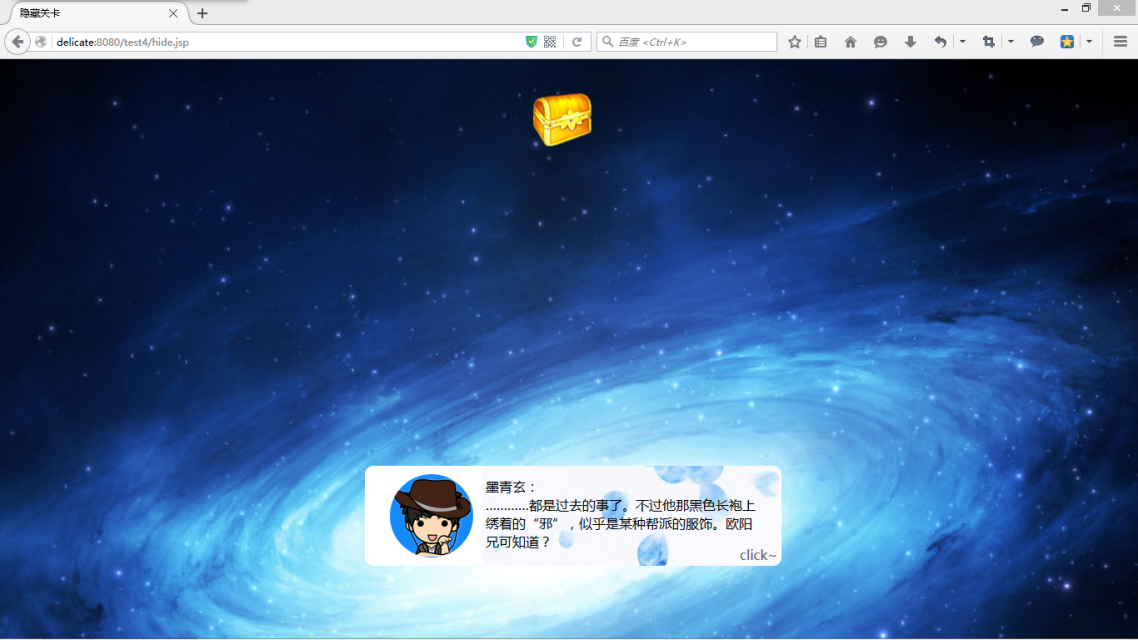 隐藏关卡
delicate:8080/test4/hide.jsp
百度 <Ctrl+K>
墨青玄：
…………都是过去的事了。不过他那黑色长袍上
绣着的“邪”，似乎是某种帮派的服饰。欧阳
兄可知道？
click~